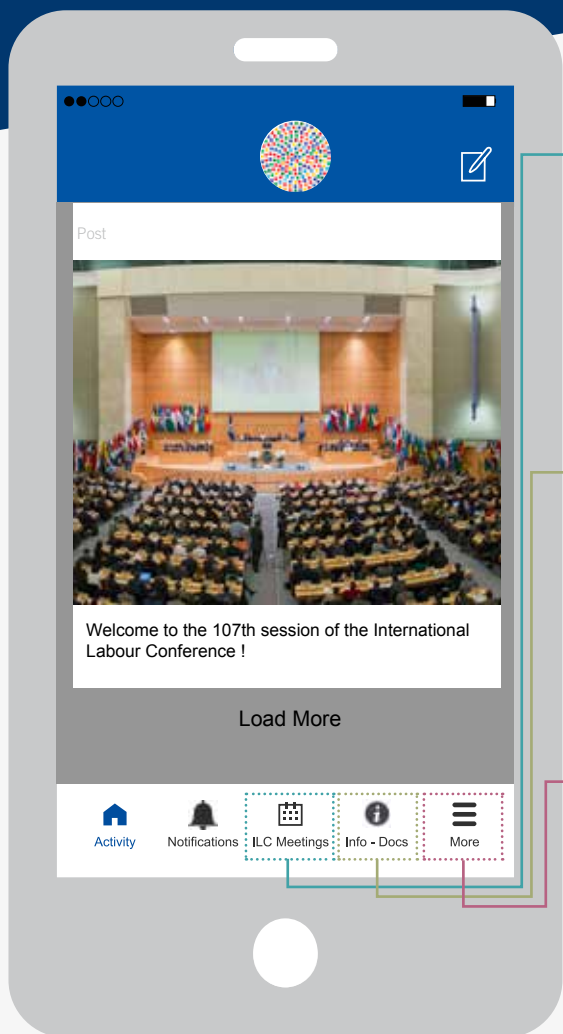 Post
Welcome to the 107th session of the International
Labour Conference !
Load More
Activity
Notifications
ILC Meetings
Info - Docs
More